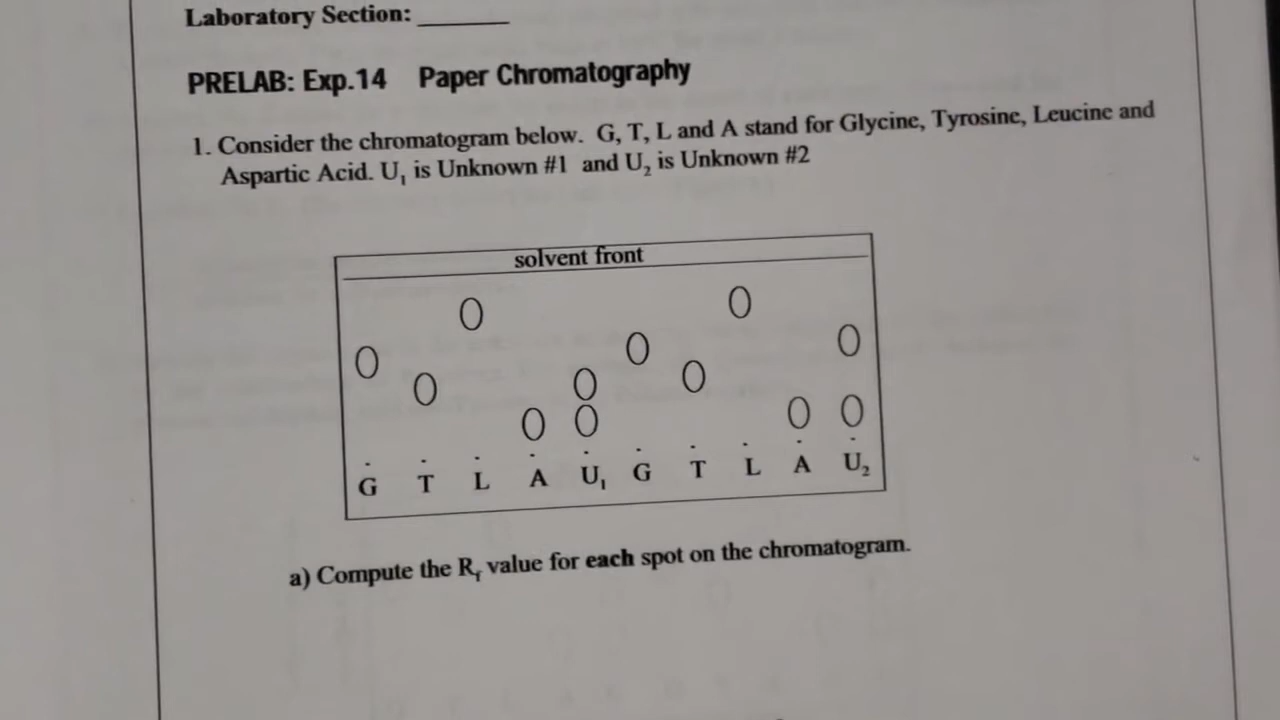 Laboratory Section: ______
PRELAB: Exp.14 Paper Chromatography
1. Consider the chromatogram below. G, T, L and A stand for Glycine, Tyrosine, Leucine and
Aspartic Acid. U₁ is Unknown #1 and U₂ is Unknown #2
solvent front
G T L A U₁ G T L A U₂
a) Compute the Rf value for each spot on the chromatogram.